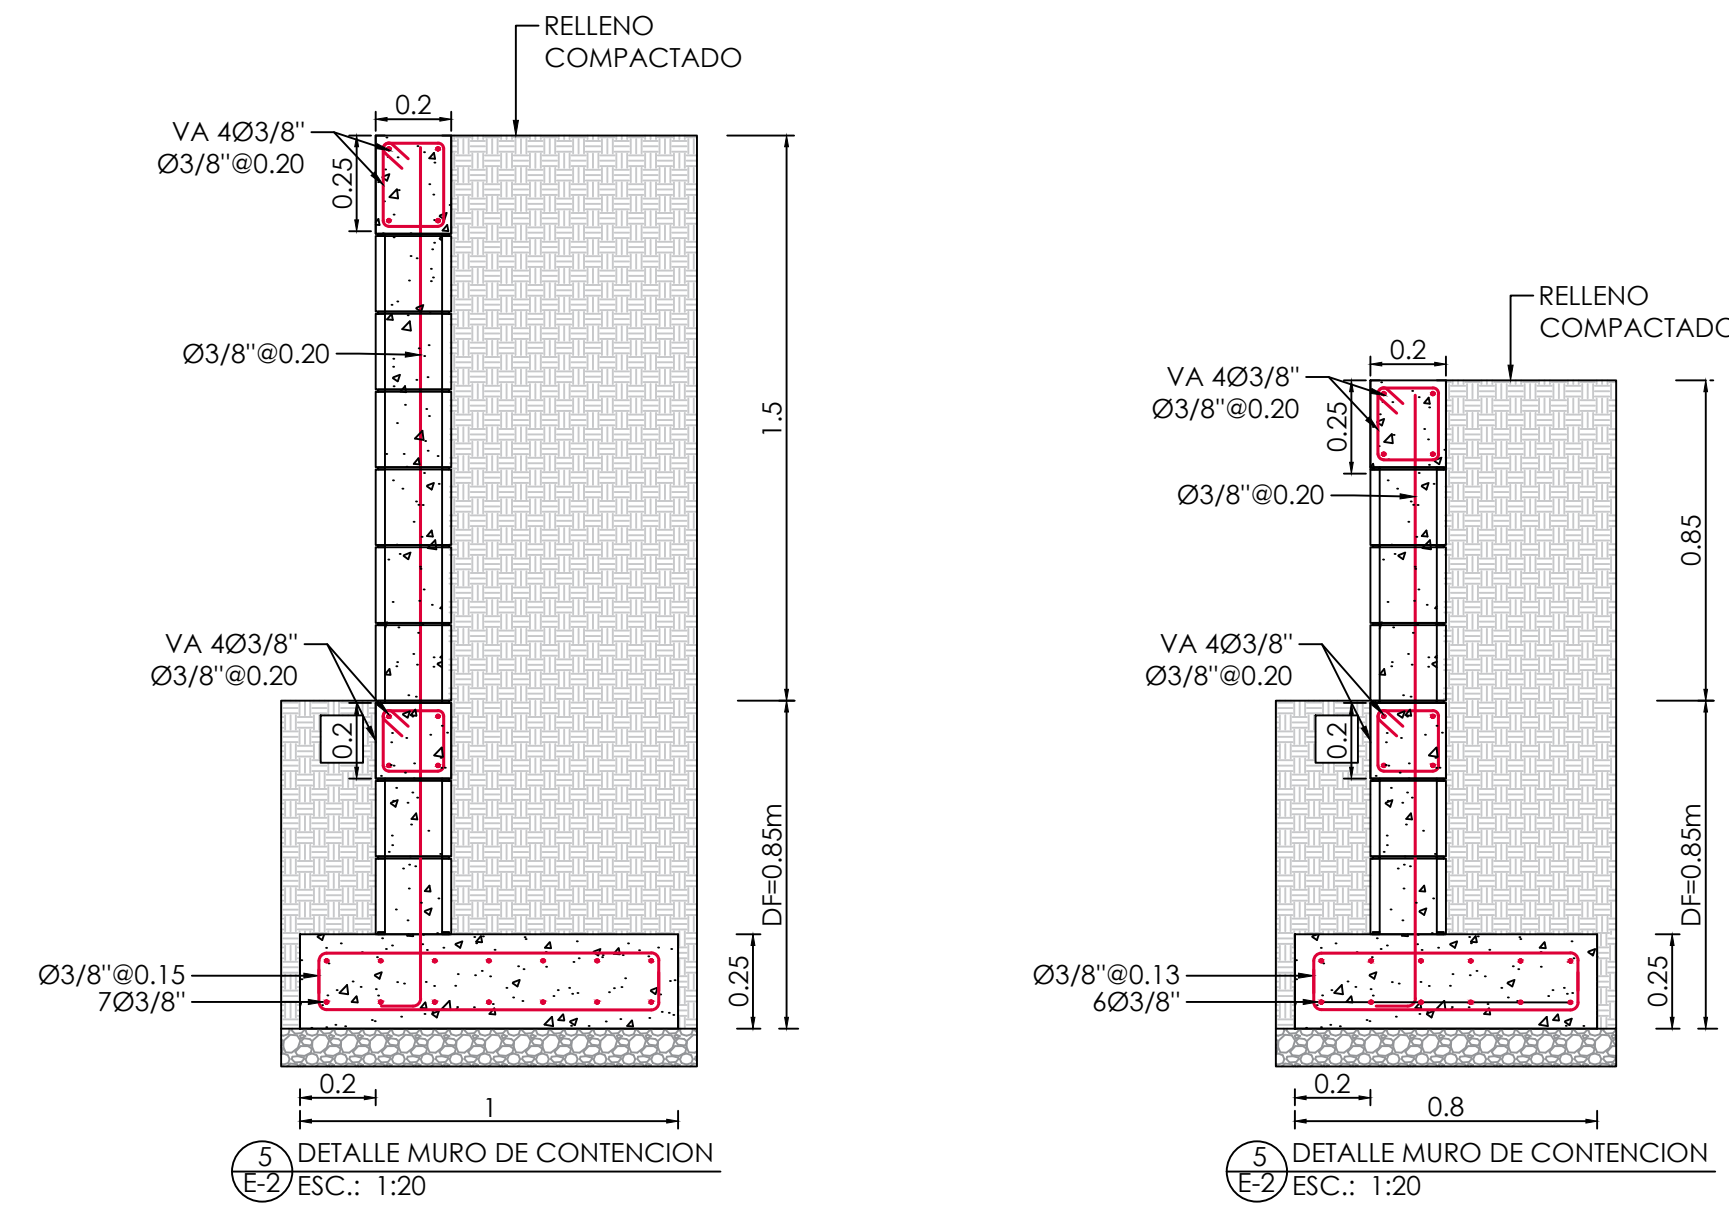 RELLENO
COMPACTADO
0.2
VA 4Ø3/8"
Ø3/8"@0.20
0.25
Ø3/8"@0.20
1.5
VA 4Ø3/8"
Ø3/8"@0.20
0.2
DF=0.85m
Ø3/8"@0.15
7Ø3/8"
0.25
0.2
1
5
E-2
DETALLE MURO DE CONTENCION
ESC.: 1:20
RELLENO
COMPACTADO
0.2
VA 4Ø3/8"
Ø3/8"@0.20
0.25
Ø3/8"@0.20
0.85
VA 4Ø3/8"
Ø3/8"@0.20
0.2
DF=0.85m
Ø3/8"@0.13
6Ø3/8"
0.25
0.2
0.8
5
E-2
DETALLE MURO DE CONTENCION
ESC.: 1:20